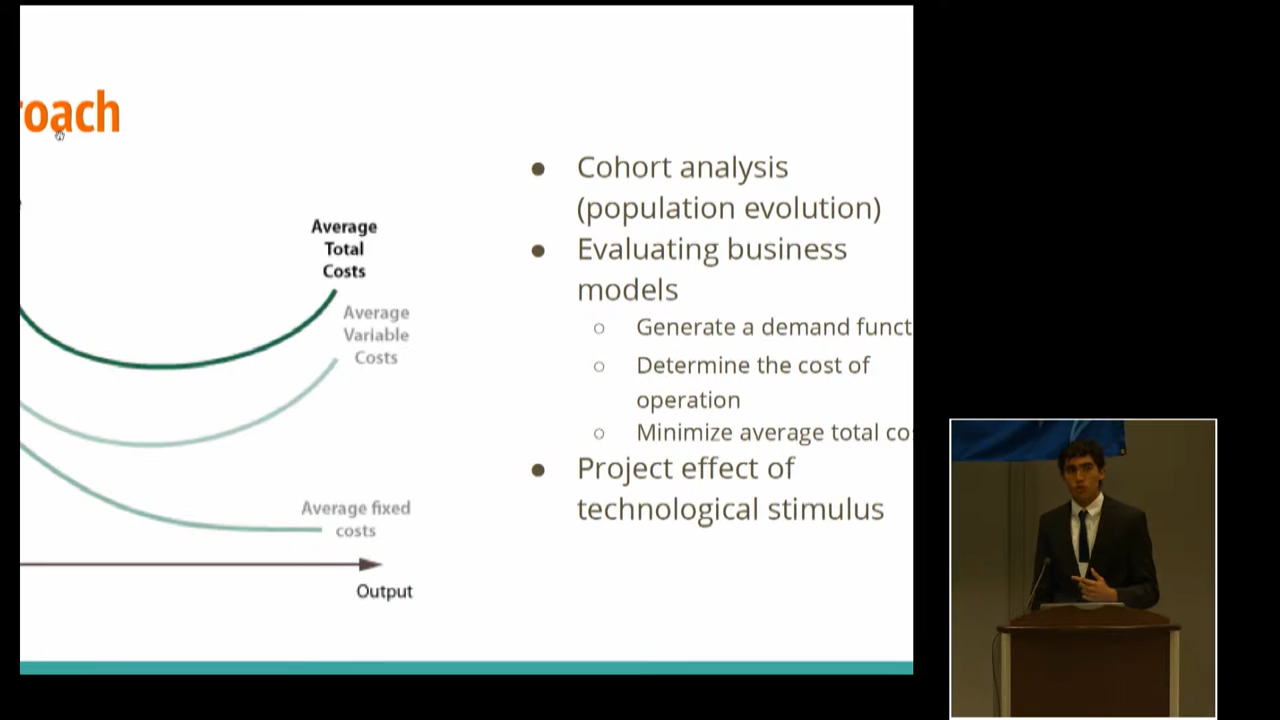 roach
Average
Total
Costs
Average
Variable
Costs
Average fixed
costs
Output
● Cohort analysis
(population evolution)
● Evaluating business
models
○ Generate a demand funct
○ Determine the cost of
operation
○ Minimize average total co
● Project effect of
technological stimulus